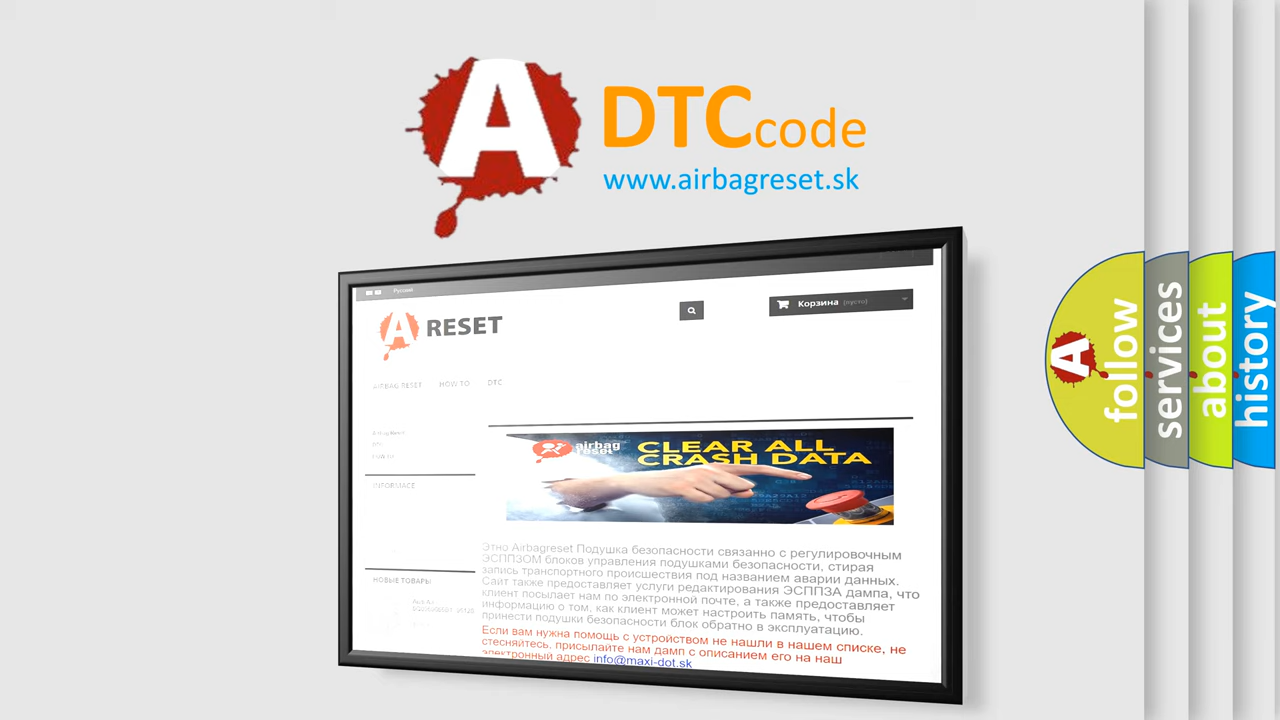 A
DTC code
www.airbagreset.sk
Русский
A RESET
Корзина (пусто)
AIRBAG RESET HOW TO DTC
INFORMACE
НОВЫЕ ТОВАРЫ
airbag
reset
CLEAR ALL
CRASH DATA
Этно Airbagreset Подушка безопасности связанно с регулировочным
ЭСППЗОМ блоков управления подушками безопасности, стирая
запись транспортного происшествия под названием аварии данных.
Сайт также предоставляет услуги редактирования ЭСППЗА дампа, что
клиент посылает нам по электронной почте, а также предоставляет
информацию о том, как клиент может настроить память, чтобы
принести подушки безопасности блок обратно в эксплуатацию.
Если вам нужна помощь с устройством не нашли в нашем списке, не
стесняйтесь, присылайте нам дамп с описанием его на наш
электронный адрес info@maxi-dot.sk
A
follow
services
about
history